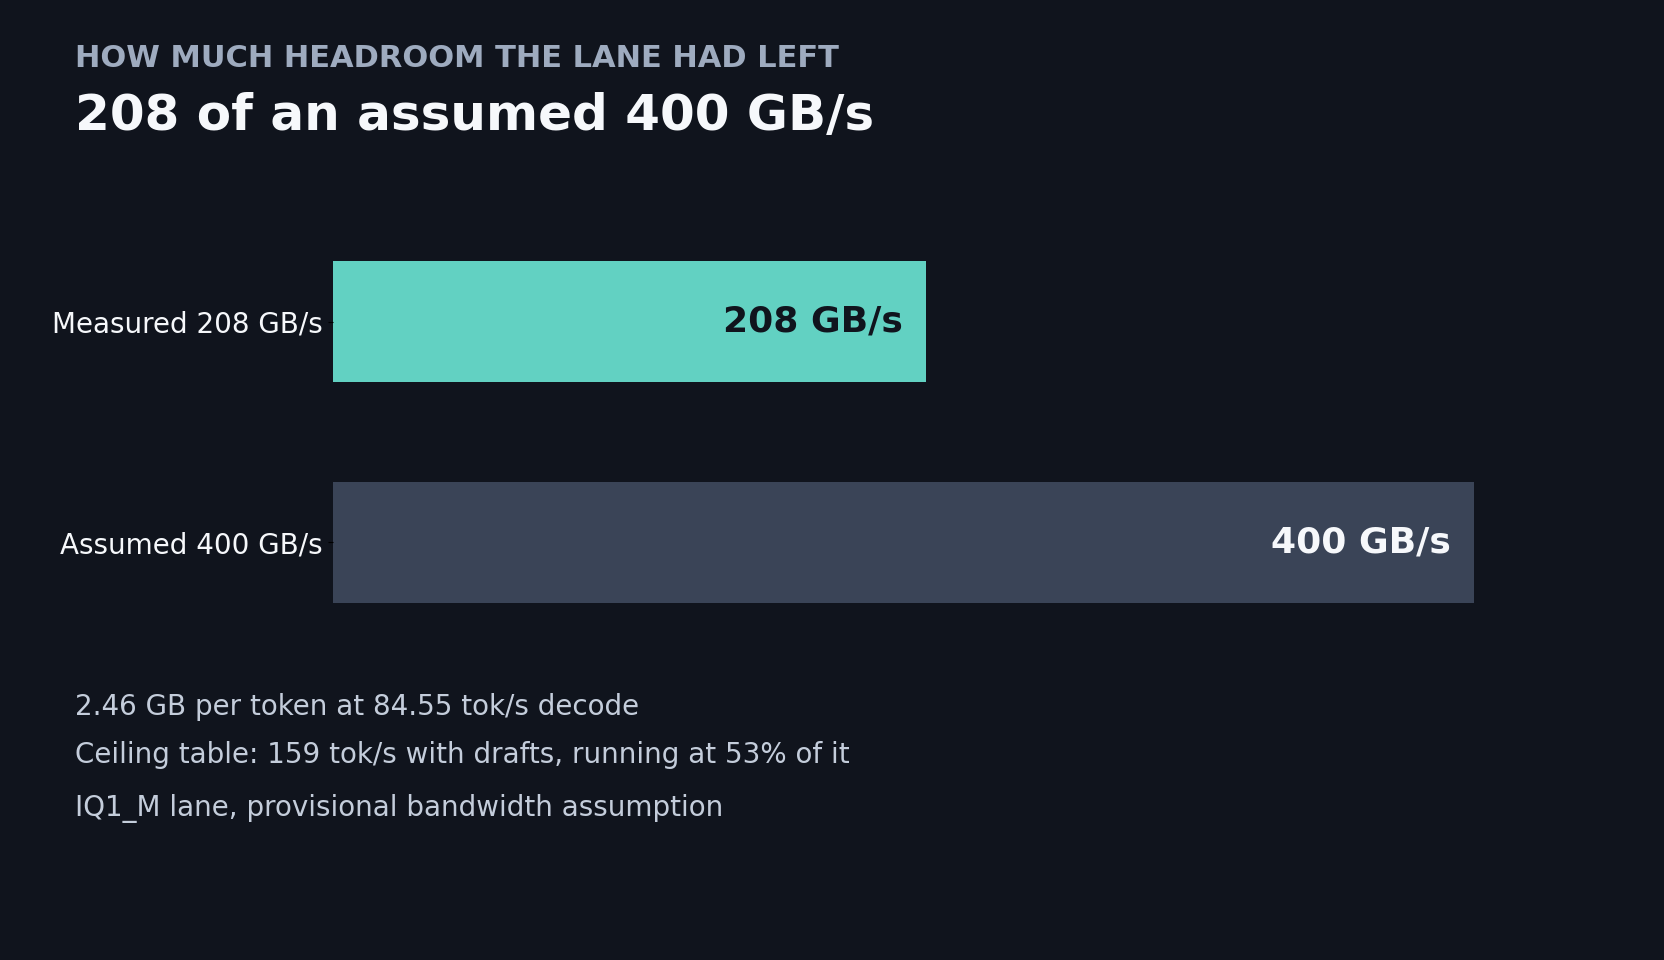 HOW MUCH HEADROOM THE LANE HAD LEFT
208 of an assumed 400 GB/s
Measured 208 GB/s
208 GB/s
Assumed 400 GB/s
400 GB/s
2.46 GB per token at 84.55 tok/s decode
Ceiling table: 159 tok/s with drafts, running at 53% of it
IQ1_M lane, provisional bandwidth assumption